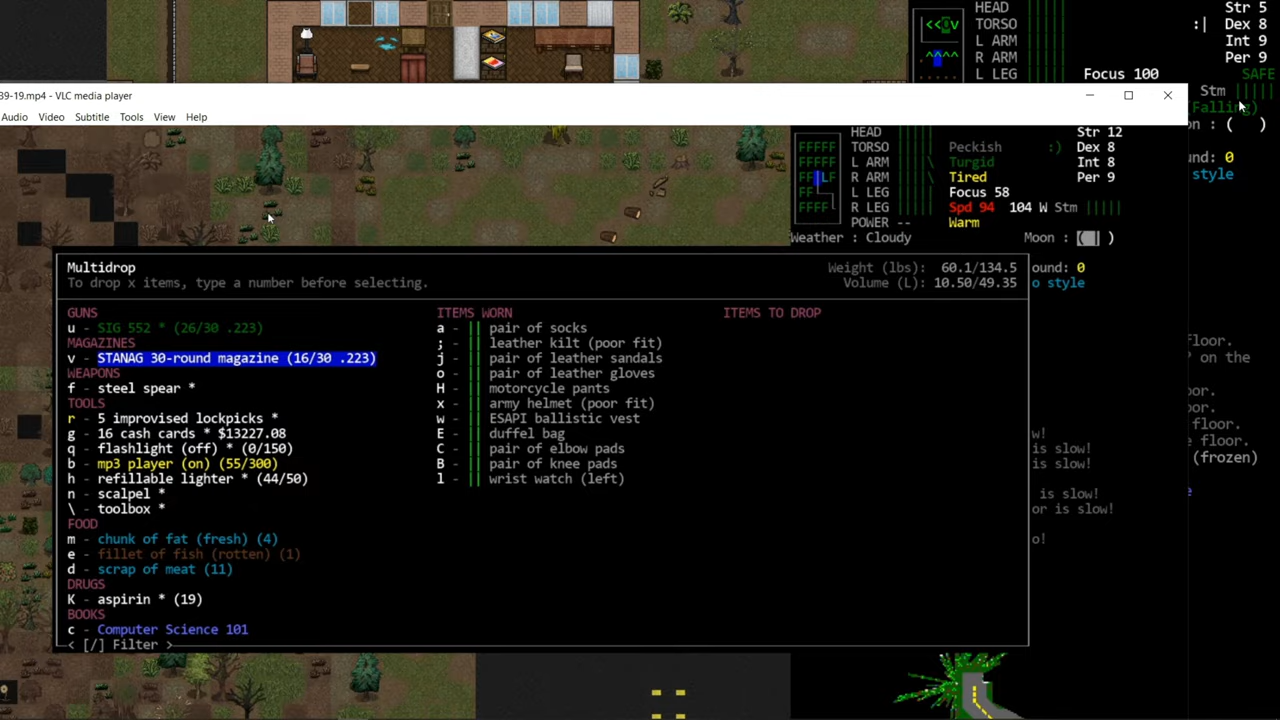 HEAD
TORSO
L ARM
R ARM
L LEG
Focus 100
Str 5
Dex 8
Int 9
Per 9
:|
SAFE
Stm
(Falling)
on : (   )
und: 0
style
39-19.mp4 - VLC media player
Audio Video Subtitle Tools View Help
HEAD
TORSO
L ARM
R ARM
L LEG
R LEG
POWER --
Peckish :)
Turgid
Tired
Focus 58
Spd 94 104 W Stm
Warm
Str 12
Dex 8
Int 8
Per 9
Weather : Cloudy Moon : (| )
Multidrop
To drop x items, type a number before selecting.
Weight (lbs): 60.1/134.5
Volume (L): 10.50/49.35
GUNS
u - SIG 552 * (26/30 .223)
MAGAZINES
v - STANAG 30-round magazine (16/30 .223)
WEAPONS
f - steel spear *
TOOLS
r - 5 improvised lockpicks *
g - 16 cash cards * $13227.08
q - flashlight (off) * (0/150)
b - mp3 player (on) (55/300)
h - refillable lighter * (44/50)
n - scalpel *
\ - toolbox *
FOOD
m - chunk of fat (fresh) (4)
e - fillet of fish (rotten) (1)
d - scrap of meat (11)
DRUGS
K - aspirin * (19)
BOOKS
c - Computer Science 101
< [/] Filter >
ITEMS WORN
a - || pair of socks
; - || leather kilt (poor fit)
j - || pair of leather sandals
o - || pair of leather gloves
H - || motorcycle pants
x - || army helmet (poor fit)
w - || ESAPI ballistic vest
E - || duffel bag
C - || pair of elbow pads
B - || pair of knee pads
l - || wrist watch (left)
ITEMS TO DROP
ound: 0
o style
w!
is slow!
is slow!
is slow!
or is slow!
o!
floor.
P on the
or.
or.
floor.
e floor.
(frozen)